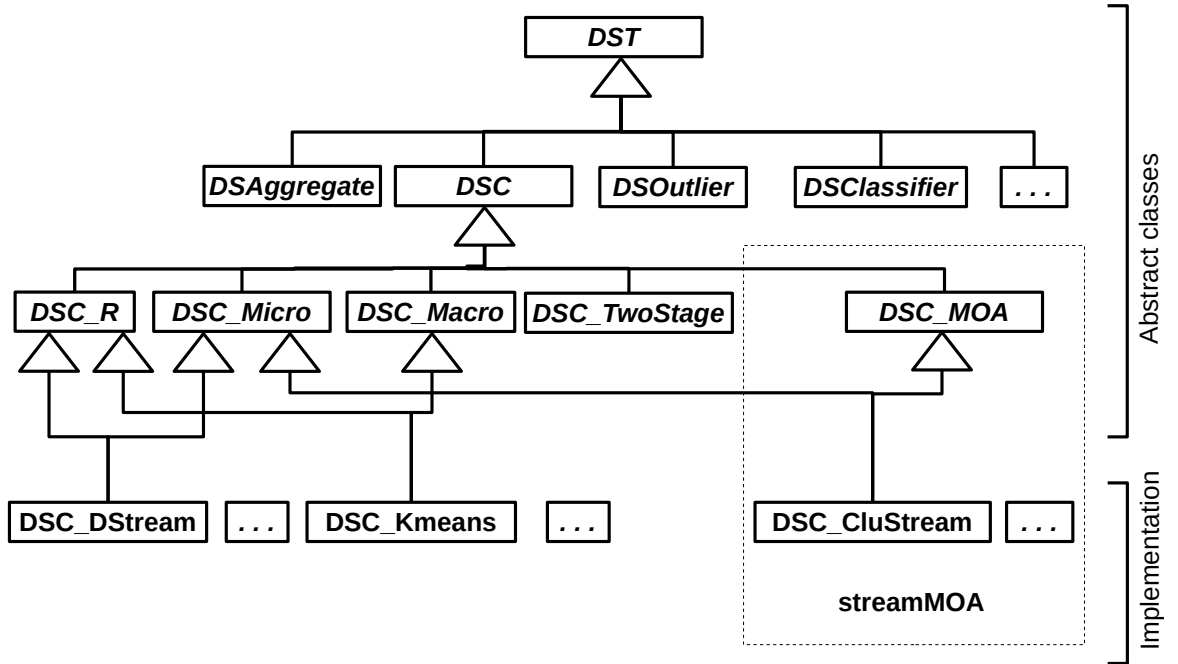 DST
DSAggregate
DSC
DSOutlier
DSClassifier
. . .
DSC_R
DSC_Micro
DSC_Macro
DSC_TwoStage
DSC_MOA
Abstract classes
DSC_DStream
. . .
DSC_Kmeans
. . .
DSC_CluStream
. . .
streamMOA
Implementation